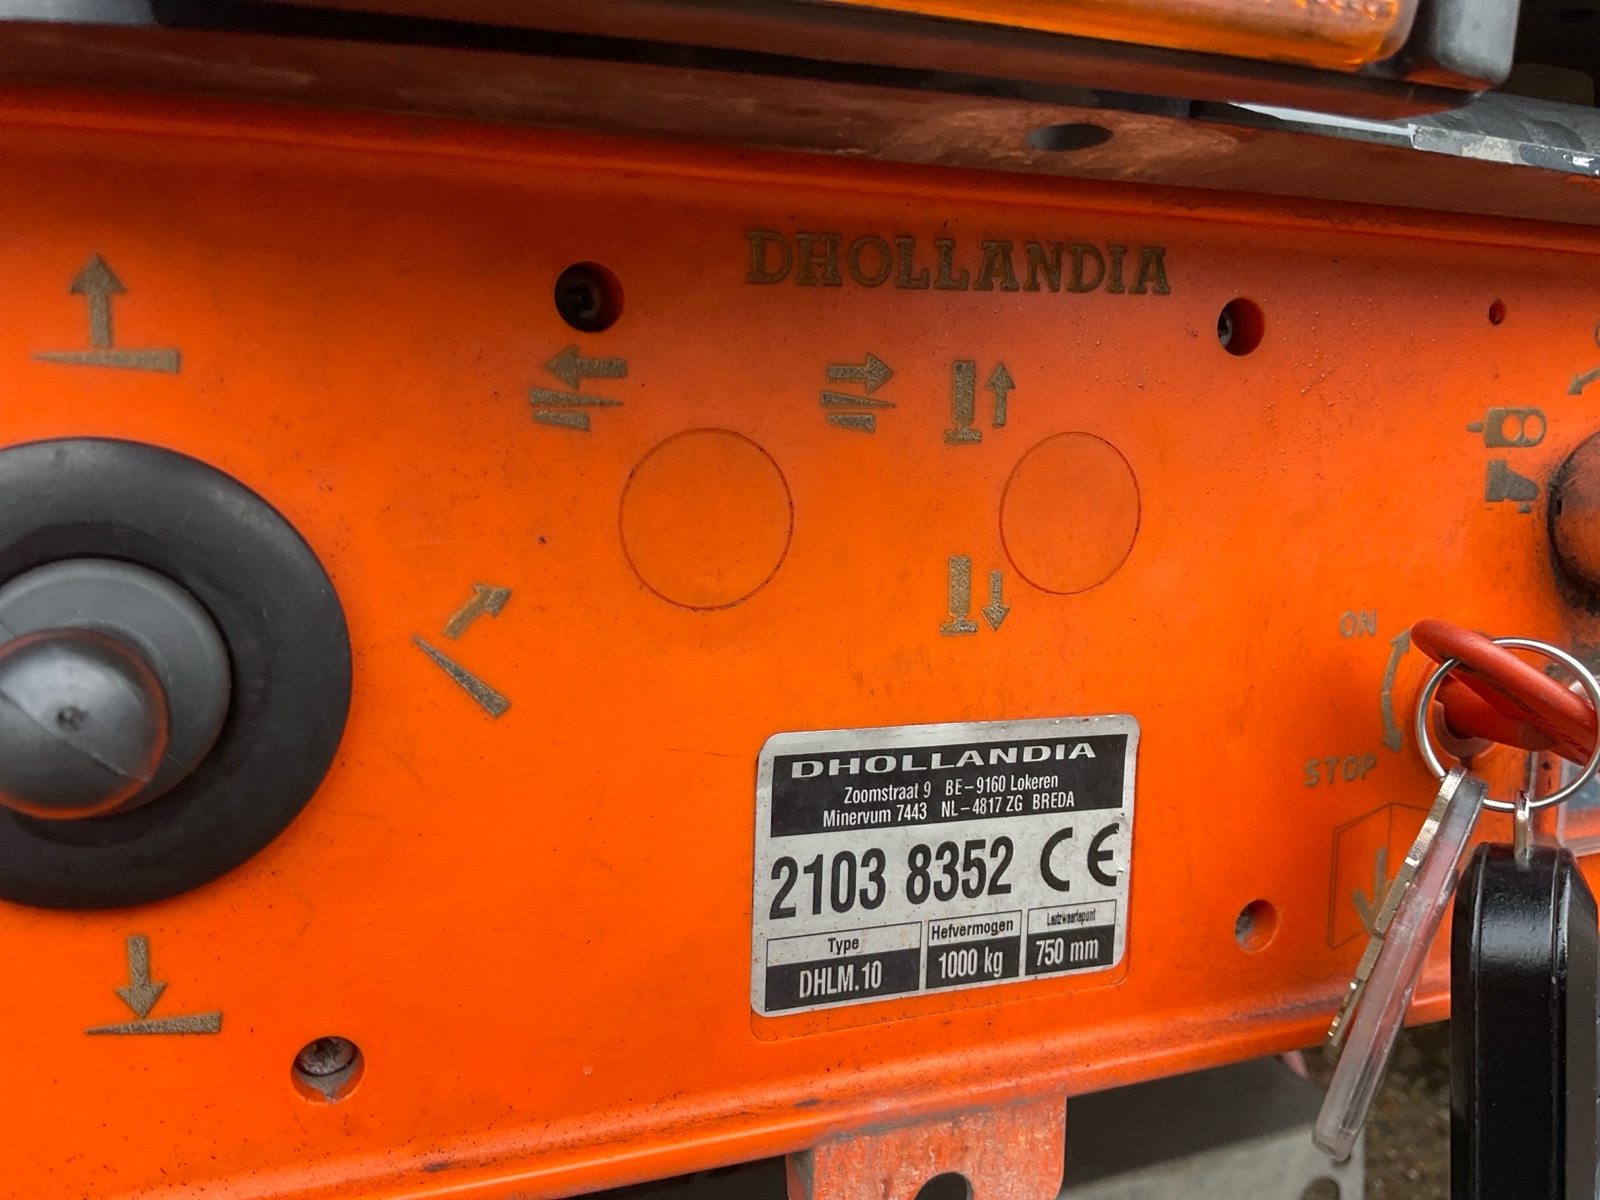 DHOLLANDIA
ON
STOP
DHOLLANDIA
Zoomstraat 9 BE-9160 Lokeren
Minervum 7443 NL-4817 ZG BREDA
2103 8352 CE
Type Hefvermogen Lastzwaartepunt
DHLM.10 1000 kg 750 mm